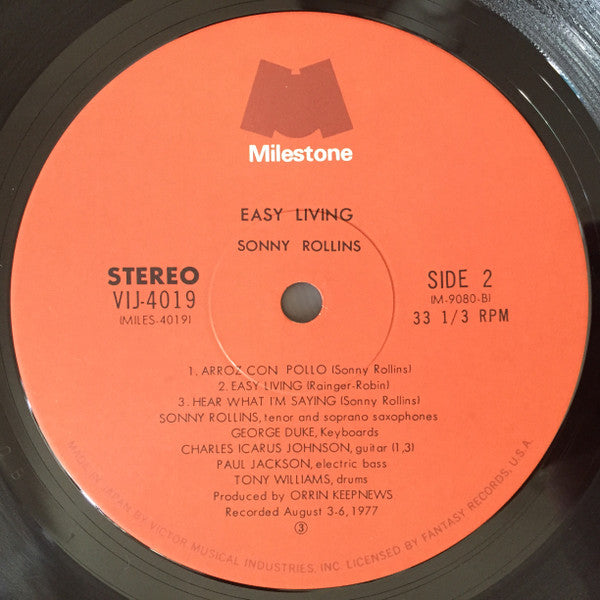 Milestone
EASY LIVING
SONNY ROLLINS
STEREO
VIJ-4019
(MILES-4019)
SIDE 2
(M-9080-B)
33 1/3 RPM
1. ARROZ CON POLLO (Sonny Rollins)
2. EASY LIVING (Rainger-Robin)
3. HEAR WHAT I'M SAYING (Sonny Rollins)
SONNY ROLLINS, tenor and soprano saxophones
GEORGE DUKE, Keyboards
CHARLES ICARUS JOHNSON, guitar (1,3)
PAUL JACKSON, electric bass
TONY WILLIAMS, drums
Produced by ORRIN KEEPNEWS
Recorded August 3-6, 1977
③
MADE IN JAPAN BY VICTOR MUSICAL INDUSTRIES, INC. LICENSED BY FANTASY RECORDS, U.S.A.